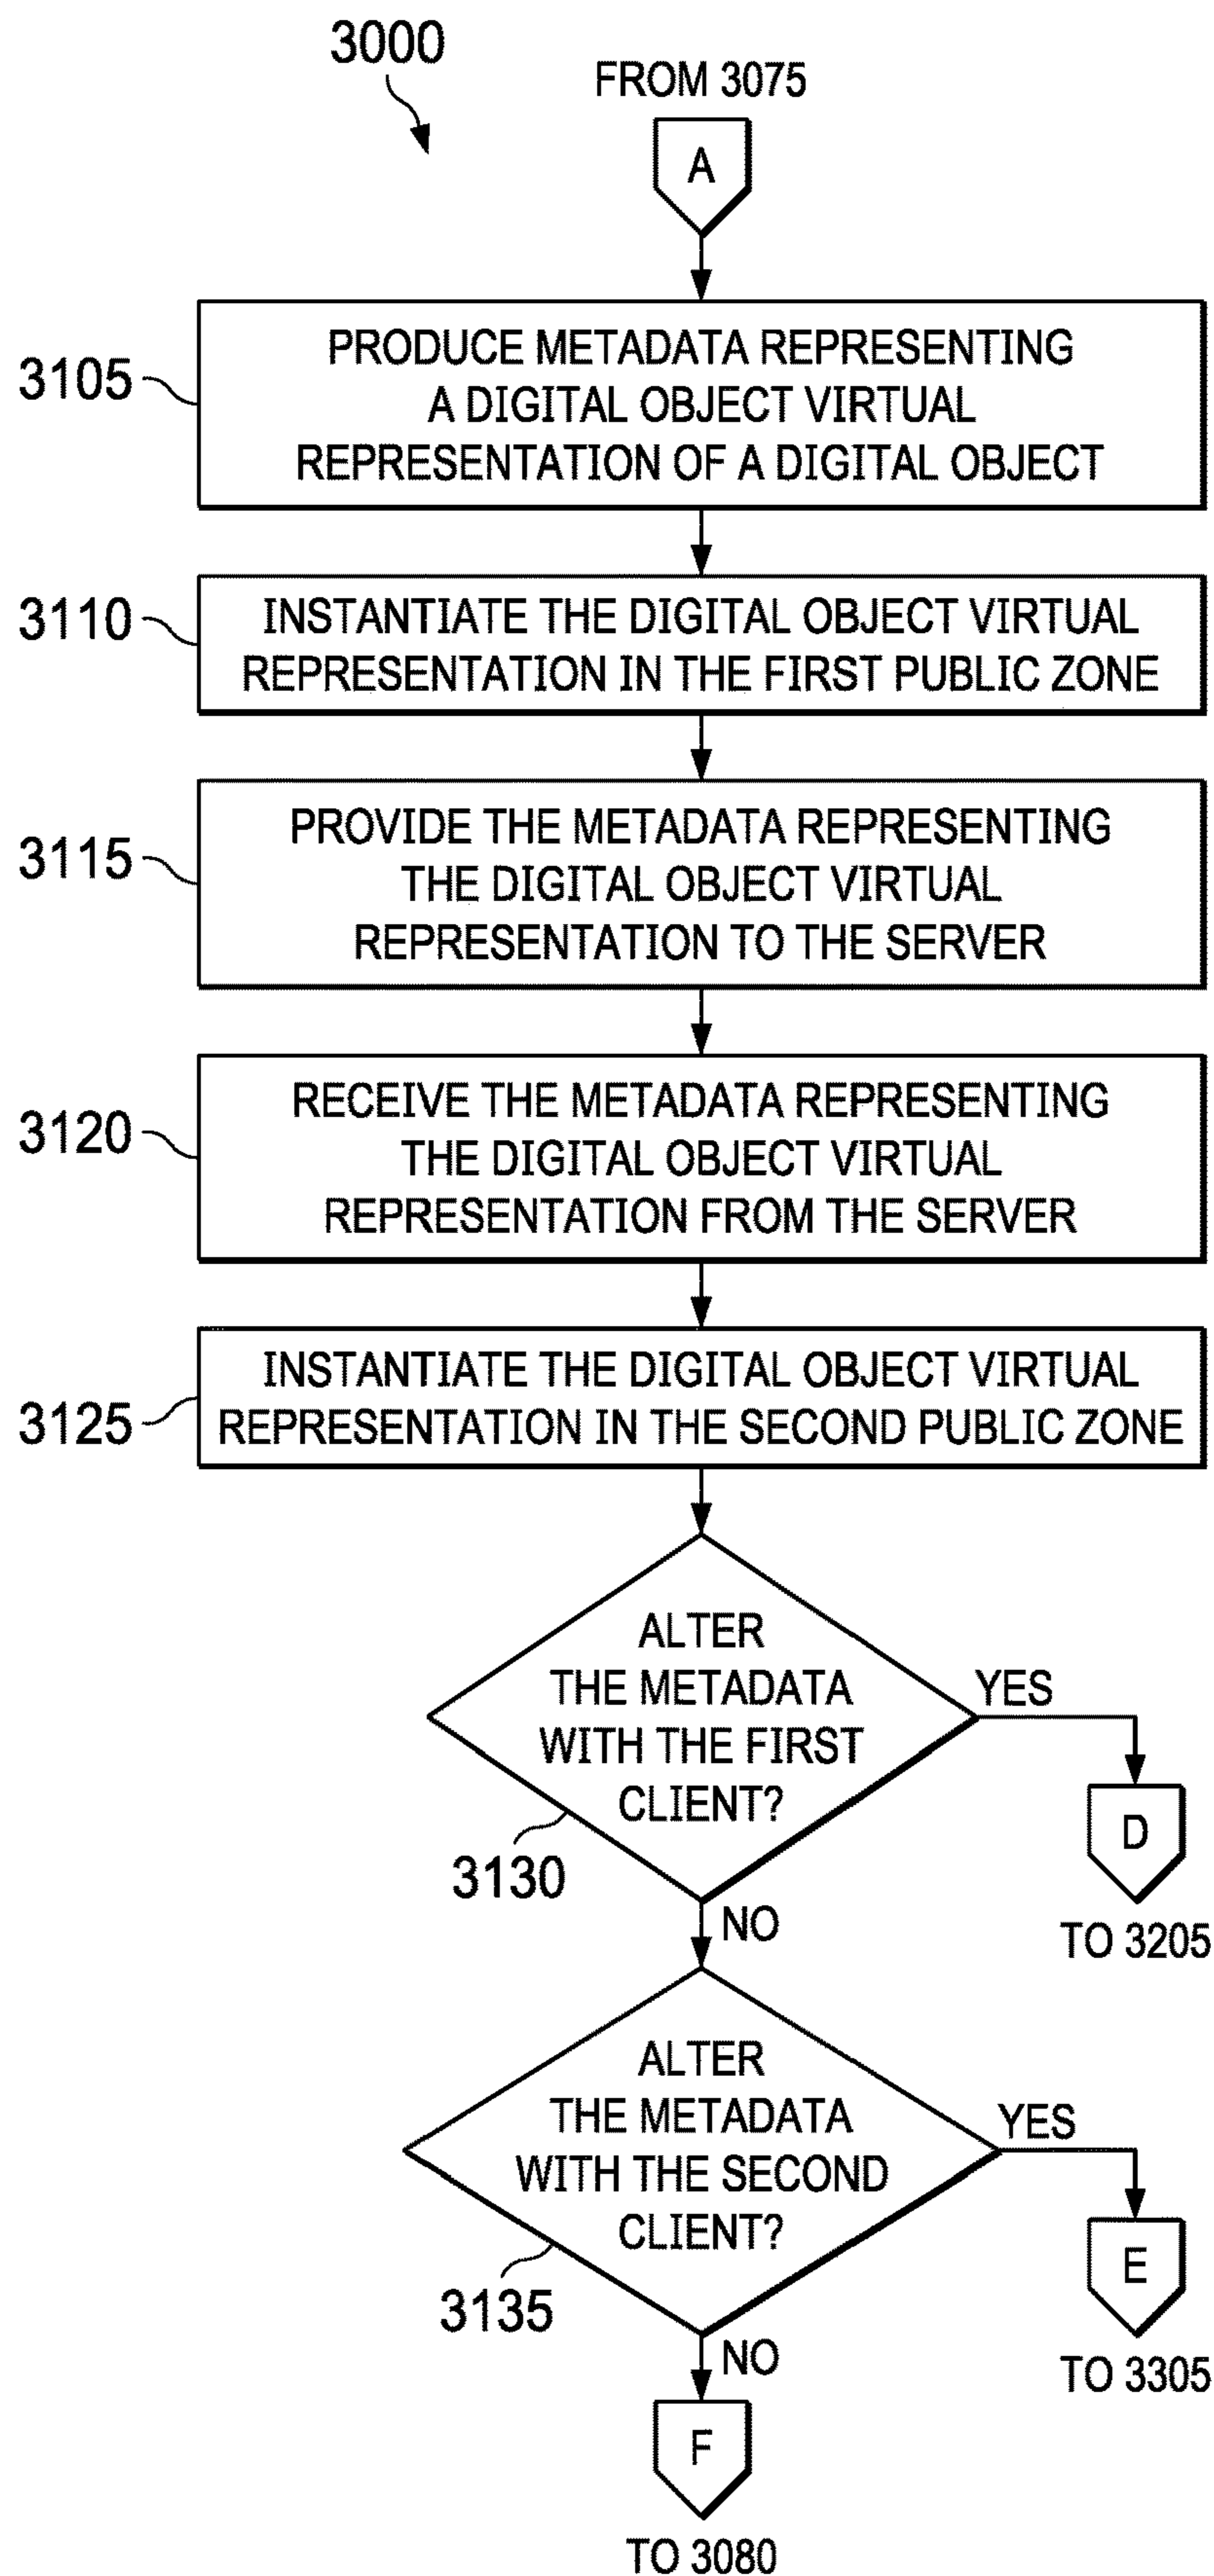 3000
FROM 3075
A
3105
PRODUCE METADATA REPRESENTING
A DIGITAL OBJECT VIRTUAL
REPRESENTATION OF A DIGITAL OBJECT
3110
INSTANTIATE THE DIGITAL OBJECT VIRTUAL
REPRESENTATION IN THE FIRST PUBLIC ZONE
3115
PROVIDE THE METADATA REPRESENTING
THE DIGITAL OBJECT VIRTUAL
REPRESENTATION TO THE SERVER
3120
RECEIVE THE METADATA REPRESENTING
THE DIGITAL OBJECT VIRTUAL
REPRESENTATION FROM THE SERVER
3125
INSTANTIATE THE DIGITAL OBJECT VIRTUAL
REPRESENTATION IN THE SECOND PUBLIC ZONE
ALTER
THE METADATA
WITH THE FIRST
CLIENT?
3130
YES
D
TO 3205
NO
ALTER
THE METADATA
WITH THE SECOND
CLIENT?
3135
YES
E
TO 3305
NO
F
TO 3080